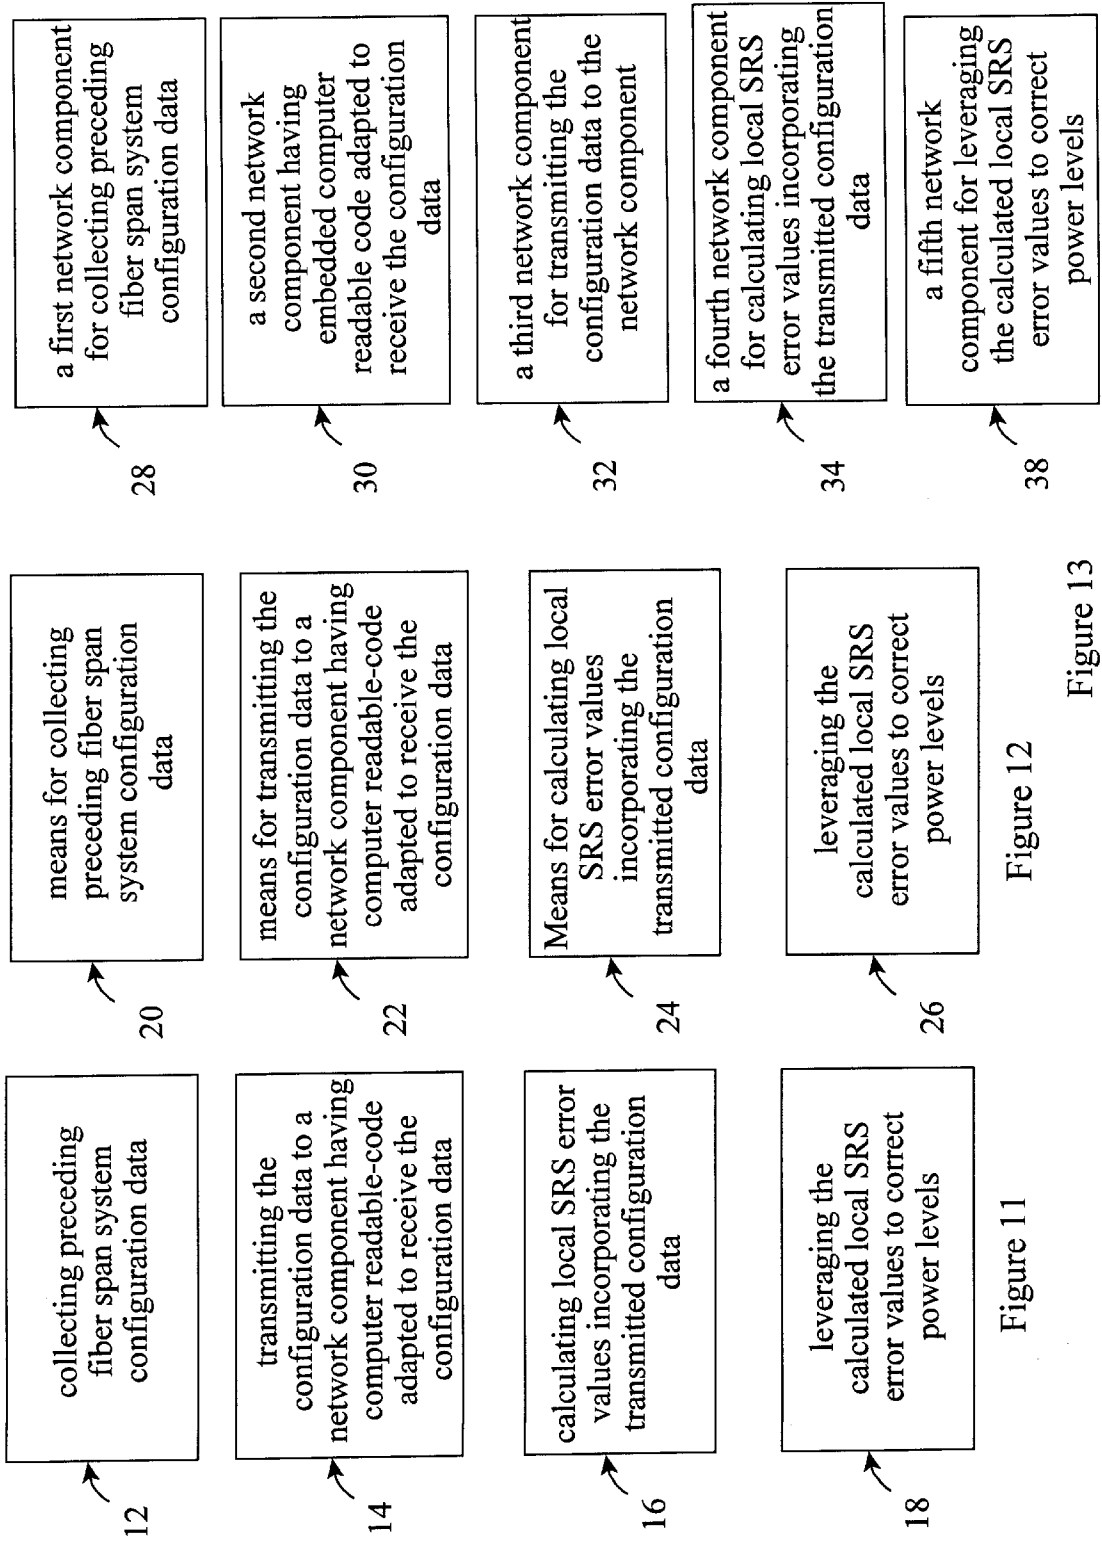 collecting preceding
fiber span system
configuration data
12
transmitting the
configuration data to a
network component having
computer readable-code
adapted to receive the
configuration data
14
calculating local SRS error
values incorporating the
transmitted configuration
data
16
leveraging the
calculated local SRS
error values to correct
power levels
18
Figure 11
means for collecting
preceding fiber span
system configuration
data
20
means for transmitting the
configuration data to a
network component having
computer readable-code
adapted to receive the
configuration data
22
Means for calculating local
SRS error values
incorporating the
transmitted configuration
data
24
leveraging the
calculated local SRS
error values to correct
power levels
26
Figure 12
a first network component
for collecting preceding
fiber span system
configuration data
28
a second network
component having
embedded computer
readable code adapted to
receive the configuration
data
30
a third network component
for transmitting the
configuration data to the
network component
32
a fourth network component
for calculating local SRS
error values incorporating
the transmitted configuration
data
34
a fifth network
component for leveraging
the calculated local SRS
error values to correct
power levels
38
Figure 13